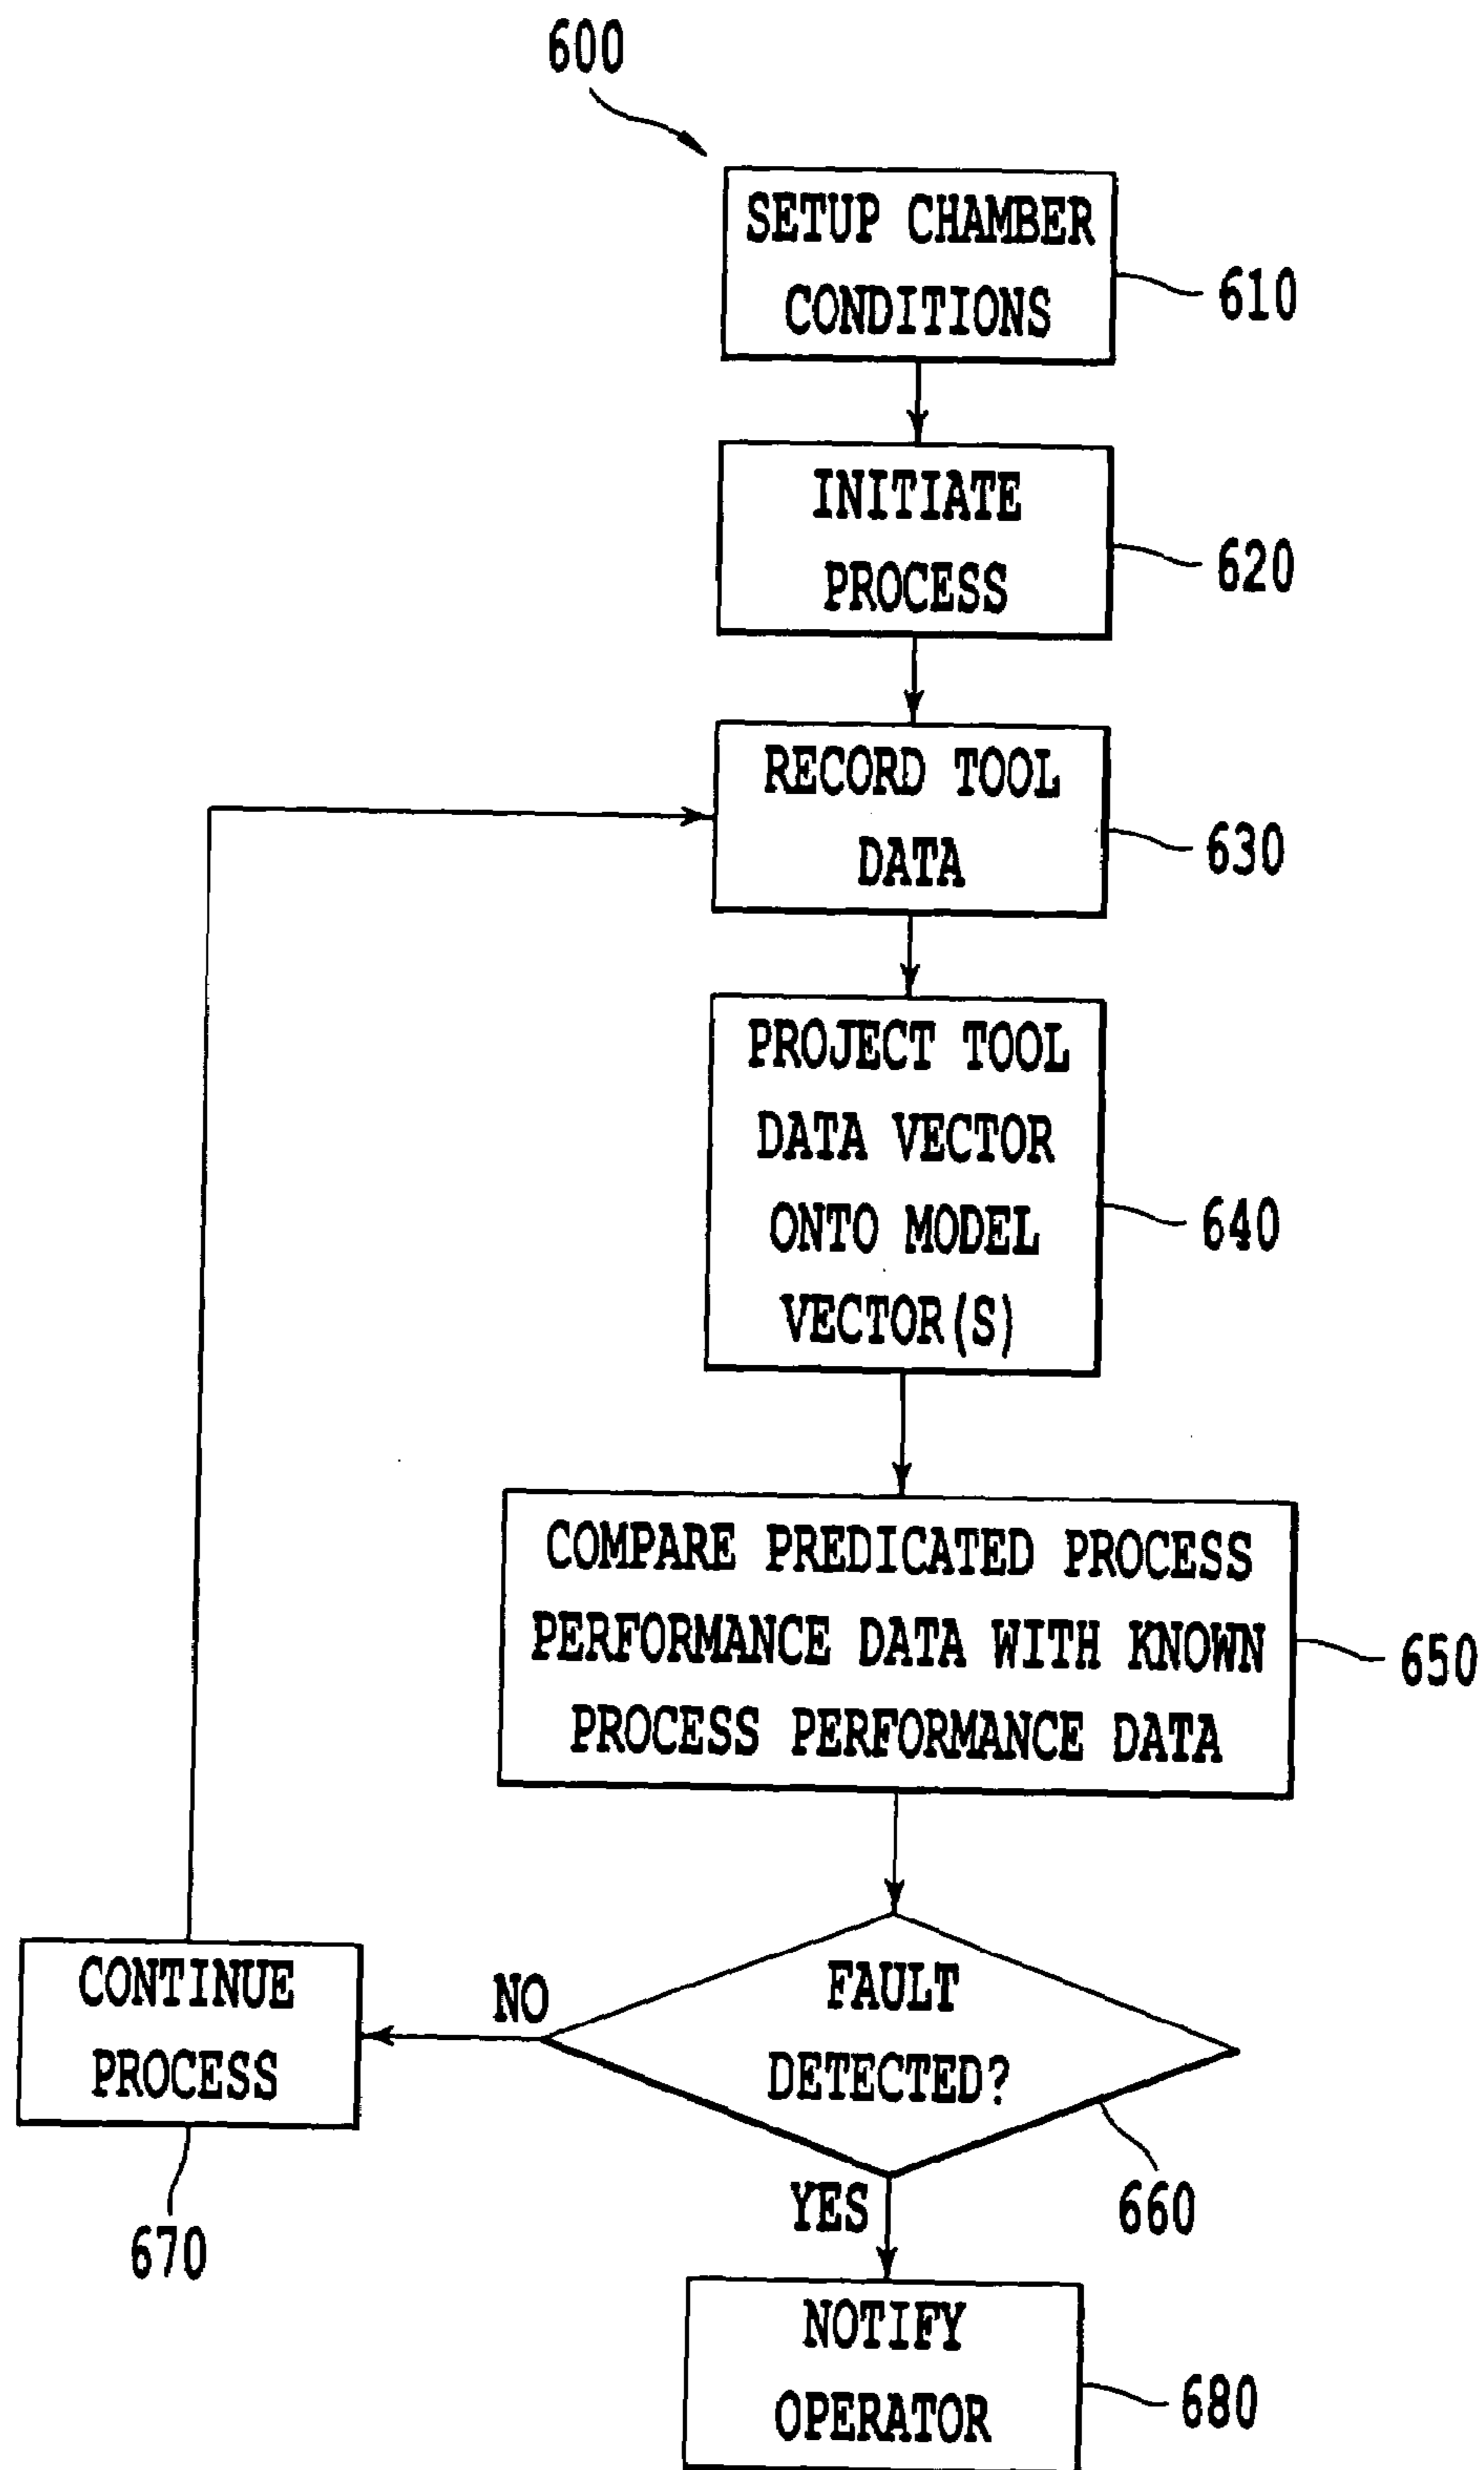 600
SETUP CHAMBER
CONDITIONS
610
INITIATE
PROCESS
620
RECORD TOOL
DATA
630
PROJECT TOOL
DATA VECTOR
ONTO MODEL
VECTOR(S)
640
COMPARE PREDICATED PROCESS
PERFORMANCE DATA WITH KNOWN
PROCESS PERFORMANCE DATA
650
FAULT
DETECTED?
660
NO
CONTINUE
PROCESS
670
YES
NOTIFY
OPERATOR
680